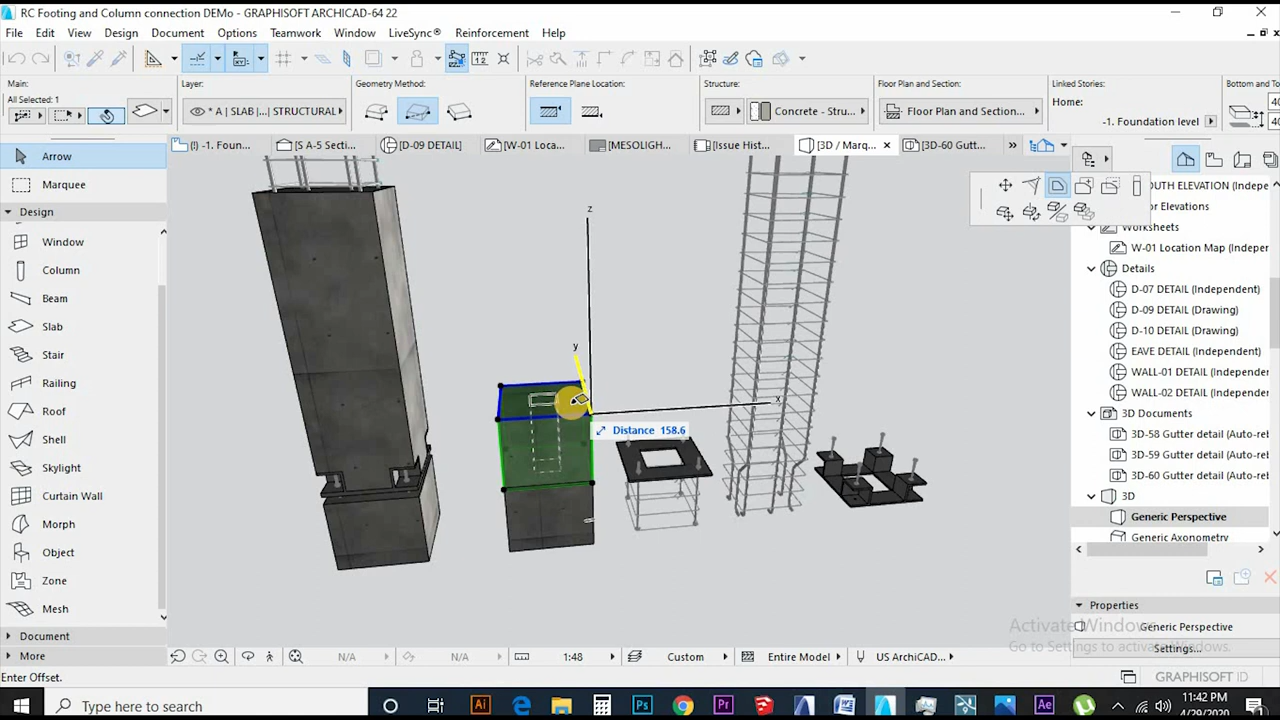 RC Footing and Column connection DEMo - GRAPHISOFT ARCHICAD-64 22
File Edit View Design Document Options Teamwork Window LiveSync® Reinforcement Help
Main: Layer: Geometry Method: Reference Plane Location: Structure: Floor Plan and Section: Linked Stories: Bottom and To
All Selected: 1
* A | SLAB |... STRUCTURAL Concrete - Stru... Floor Plan and Section...
Home:
-1. Foundation level
(!) -1. Foun... [S A-5 Secti... [D-09 DETAIL] [W-01 Loca... [MESOLIGH... [Issue Hist... [3D / Marq... [3D-60 Gutt...
Arrow
Marquee
Design
Window
Column
Beam
Slab
Stair
Railing
Roof
Shell
Skylight
Curtain Wall
Morph
Object
Zone
Mesh
Document
More
z
y
x
Distance 158.6
OUTH ELEVATION (Indepe
or Elevations
Worksheets
W-01 Location Map (Indeper
Details
D-07 DETAIL (Independent)
D-09 DETAIL (Drawing)
D-10 DETAIL (Drawing)
EAVE DETAIL (Independent)
WALL-01 DETAIL (Independent
WALL-02 DETAIL (Independent
3D Documents
3D-58 Gutter detail (Auto-reb
3D-59 Gutter detail (Auto-reb
3D-60 Gutter detail (Auto-reb
3D
Generic Perspective
Generic Axonometry
Properties
Generic Perspective
Settings...
Activate Windows
Go to Settings to activate Windows.
N/A N/A 1:48 Custom Entire Model US ArchiCAD...
Enter Offset.
GRAPHISOFT ID
Type here to search
11:42 PM
4/29/2020